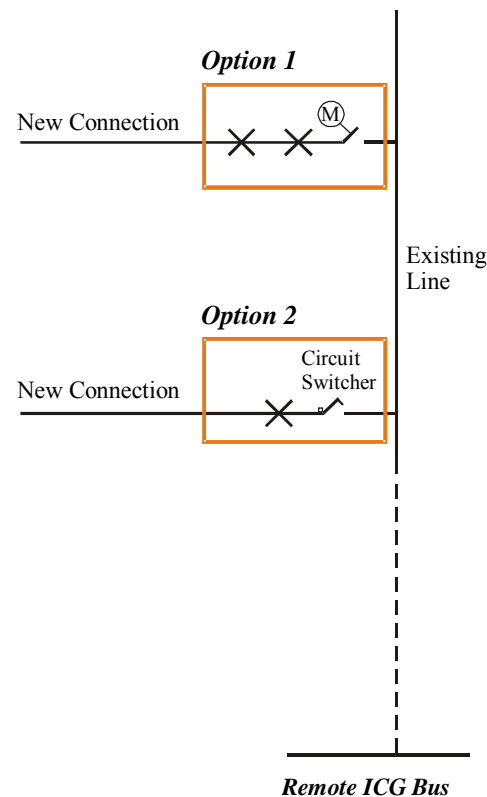 Option 1
M
New Connection
Existing
Line
Option 2
Circuit
Switcher
New Connection
Remote ICG Bus